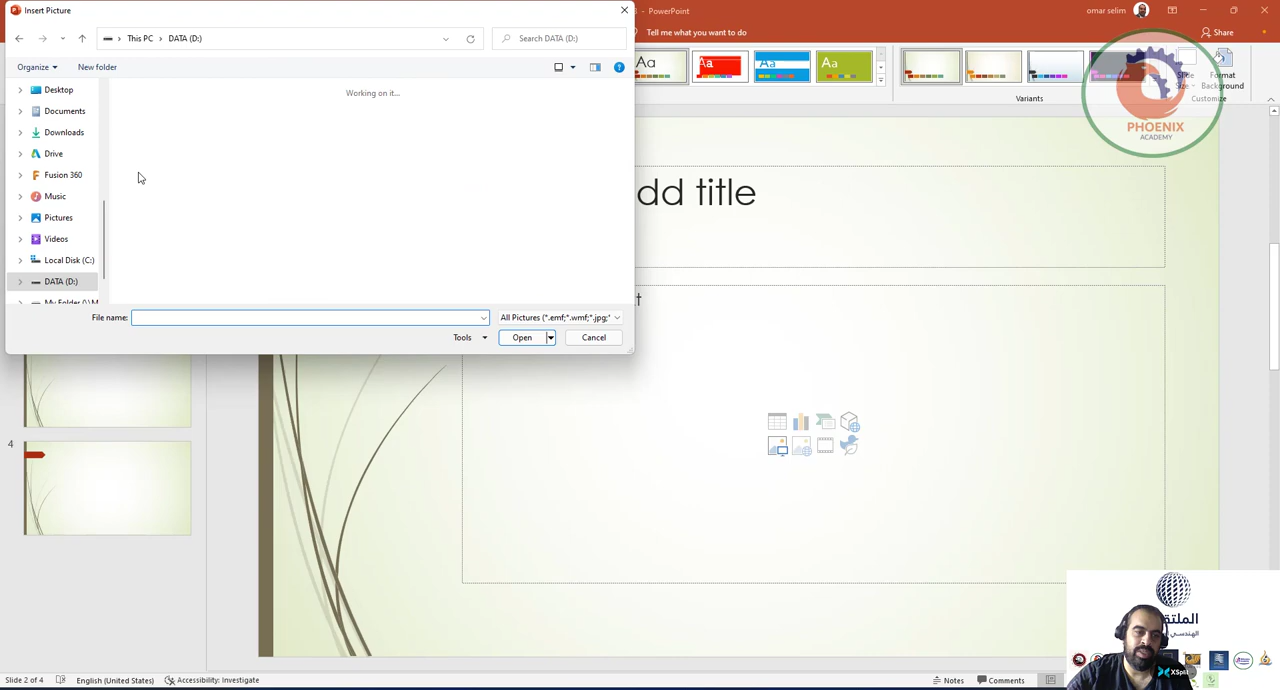 Insert Picture
- PowerPoint
omar selim
This PC
DATA (D:)
Search DATA (D:)
Tell me what you want to do
Share
Organize
New folder
Working on it...
Desktop
Documents
Downloads
Drive
Fusion 360
Music
Pictures
Videos
Local Disk (C:)
DATA (D:)
File name:
All Pictures (*.emf;*.wmf;*.jpg;*
Tools
Open
Cancel
Aa
Aa
Aa
Aa
Variants
Slide
Size
Format
Background
Customize
PHOENIX
ACADEMY
dd title
t
4
الملتقى
الهندسي
XSplit
Slide 2 of 4
English (United States)
Accessibility: Investigate
Notes
Comments